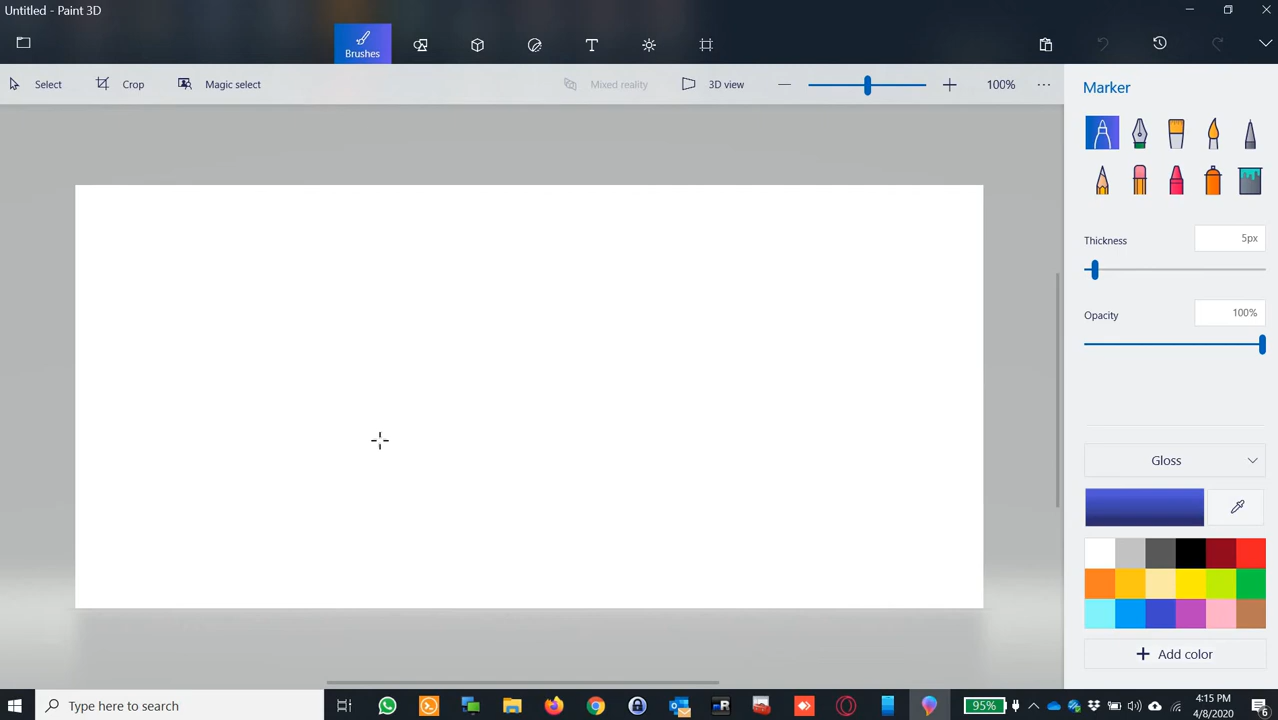 Untitled - Paint 3D
Brushes
Select
Crop
Magic select
Mixed reality
3D view
100%
Marker
Thickness
5px
Opacity
100%
Gloss
Add color
Type here to search
95%
4:15 PM
4/8/2020
6